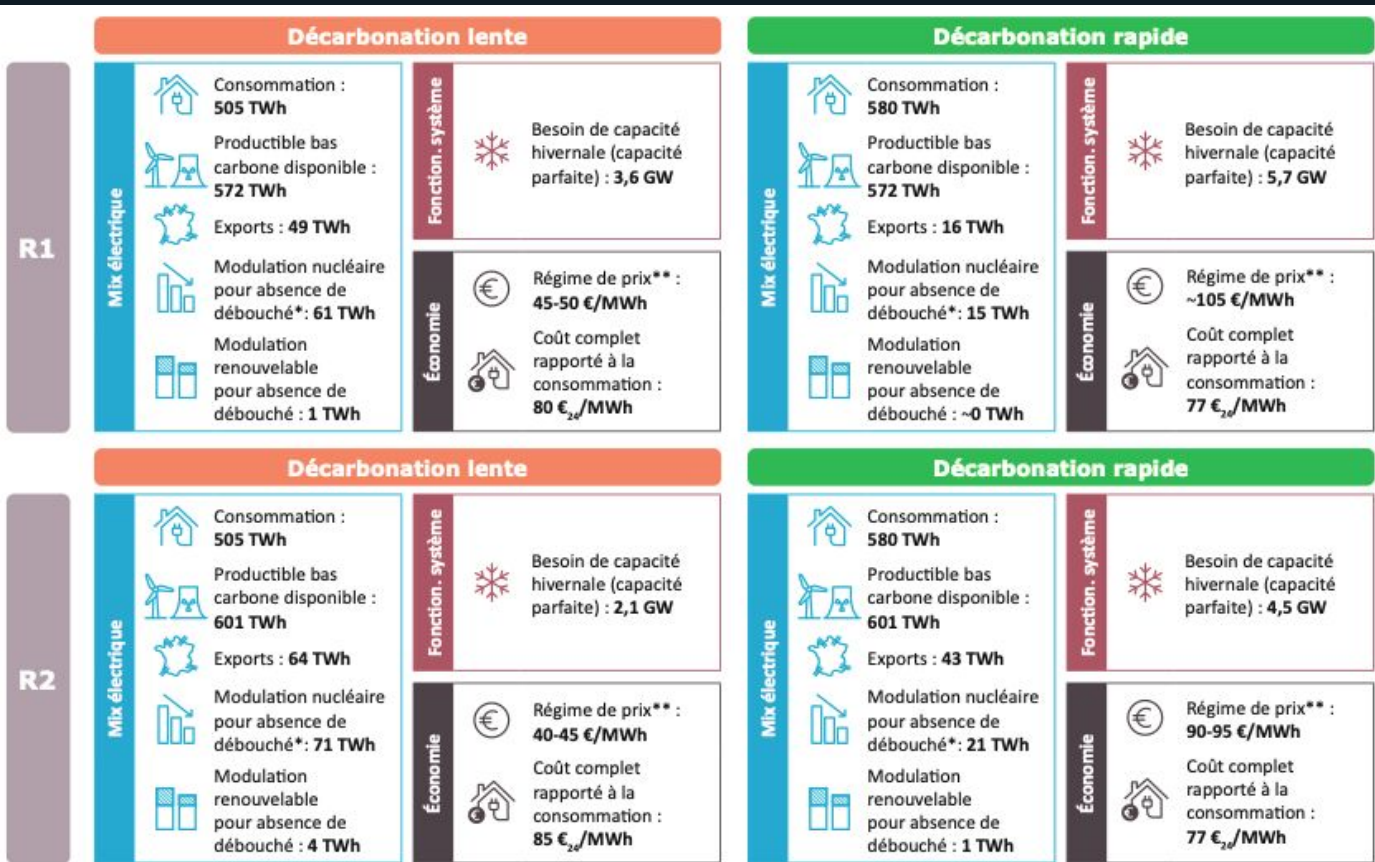 Décarbonation lente
Décarbonation rapide
R1
Mix électrique
Consommation :
505 TWh
Productible bas
carbone disponible :
572 TWh
Exports : 49 TWh
Modulation nucléaire
pour absence de
débouché*: 61 TWh
Modulation
renouvelable
pour absence de
débouché : 1 TWh
Fonction. système
Besoin de capacité
hivernale (capacité
parfaite) : 3,6 GW
Économie
Régime de prix** :
45-50 €/MWh
Coût complet
rapporté à la
consommation :
80 €₂₄/MWh
Mix électrique
Consommation :
580 TWh
Productible bas
carbone disponible :
572 TWh
Exports : 16 TWh
Modulation nucléaire
pour absence de
débouché*: 15 TWh
Modulation
renouvelable
pour absence de
débouché : ~0 TWh
Fonction. système
Besoin de capacité
hivernale (capacité
parfaite) : 5,7 GW
Économie
Régime de prix** :
~105 €/MWh
Coût complet
rapporté à la
consommation :
77 €₂₄/MWh
Décarbonation lente
Décarbonation rapide
R2
Mix électrique
Consommation :
505 TWh
Productible bas
carbone disponible :
601 TWh
Exports : 64 TWh
Modulation nucléaire
pour absence de
débouché*: 71 TWh
Modulation
renouvelable
pour absence de
débouché : 4 TWh
Fonction. système
Besoin de capacité
hivernale (capacité
parfaite) : 2,1 GW
Économie
Régime de prix** :
40-45 €/MWh
Coût complet
rapporté à la
consommation :
85 €₂₄/MWh
Mix électrique
Consommation :
580 TWh
Productible bas
carbone disponible :
601 TWh
Exports : 43 TWh
Modulation nucléaire
pour absence de
débouché*: 21 TWh
Modulation
renouvelable
pour absence de
débouché : 1 TWh
Fonction. système
Besoin de capacité
hivernale (capacité
parfaite) : 4,5 GW
Économie
Régime de prix** :
90-95 €/MWh
Coût complet
rapporté à la
consommation :
77 €₂₄/MWh